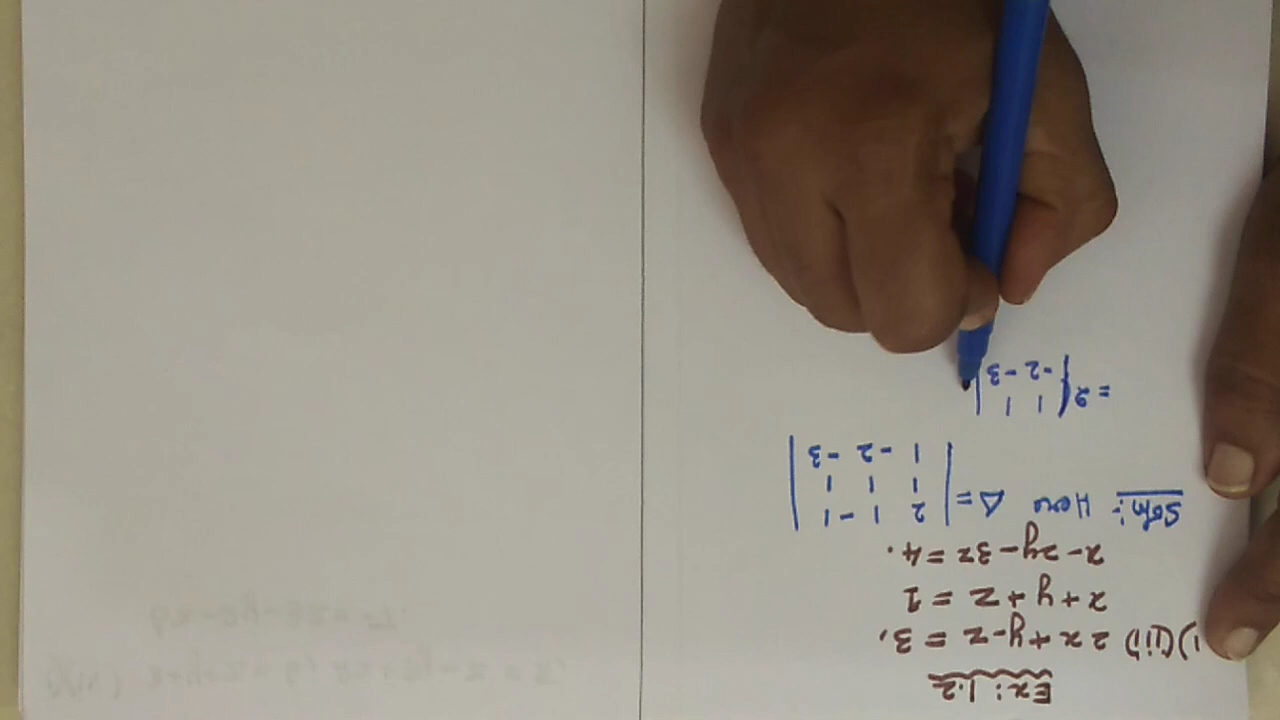 Ex: 1.2
1) (ii) 2x + y - z = 3,
x + y + z = 1
x - 2y - 3z = 4.
Soln: Here Δ = | 2 1 -1 |
| 1 1 1 |
| 1 -2 -3 |
= 2 | 1 1 |
| -2 -3 |